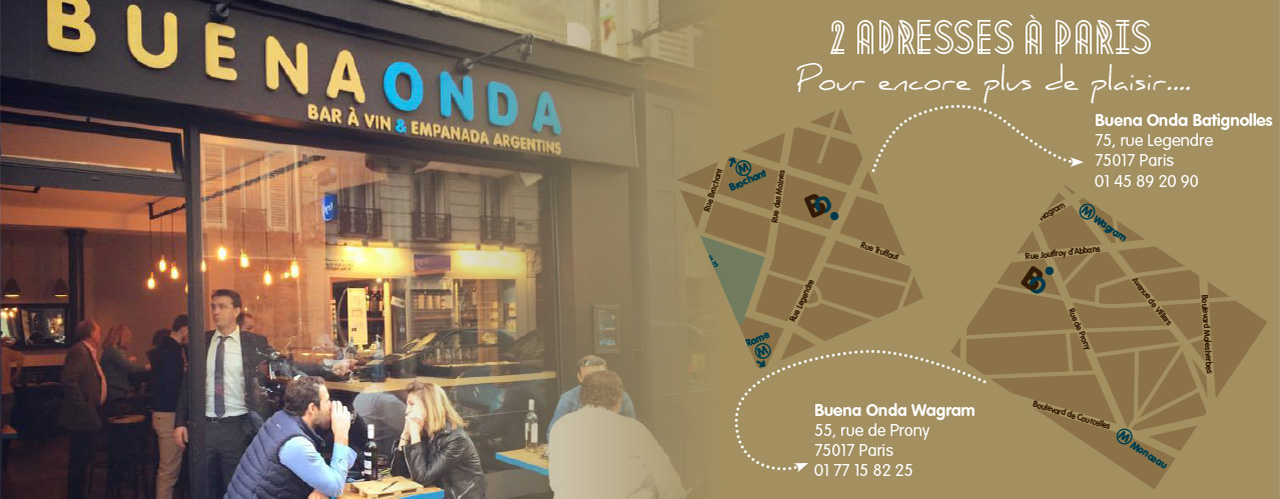 BUENA ONDA
BAR À VIN & EMPANADA ARGENTINS
2 ADRESSES À PARIS
Pour encore plus de plaisir....
Buena Onda Batignolles
75, rue Legendre
75017 Paris
01 45 89 20 90
Rue Brochant
M
Brochant
Rue des Moines
BO
Rue Truffaut
Rue Legendre
Rome
M
wagram
M
Wagram
Rue Jouffroy d'Abbans
BO
Avenue de Villiers
Rue de Prony
Boulevard Malesherbes
Boulevard de Courcelles
M
Monceau
Buena Onda Wagram
55, rue de Prony
75017 Paris
01 77 15 82 25